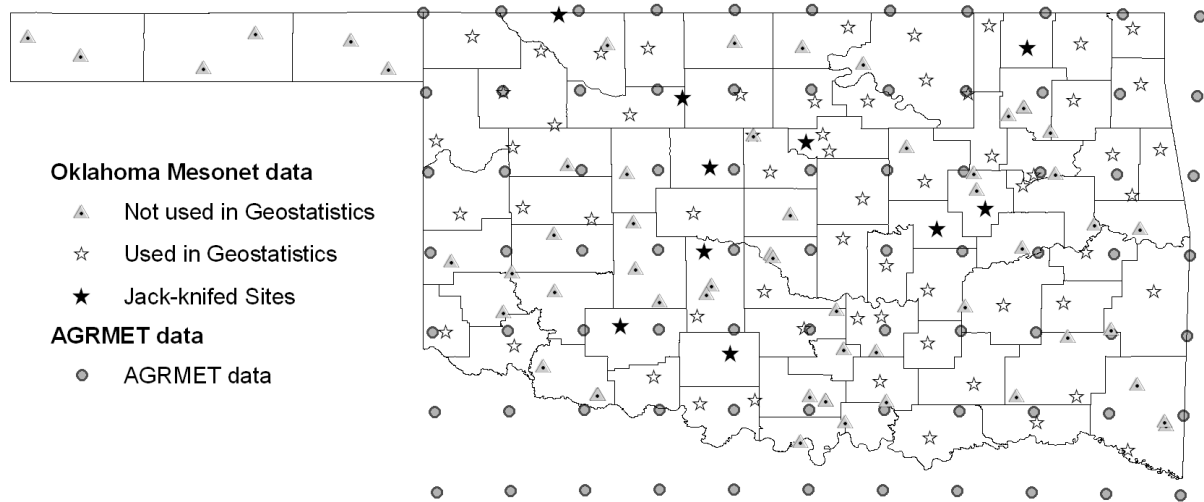 Oklahoma Mesonet data
Not used in Geostatistics
Used in Geostatistics
Jack-knifed Sites
AGRMET data
AGRMET data